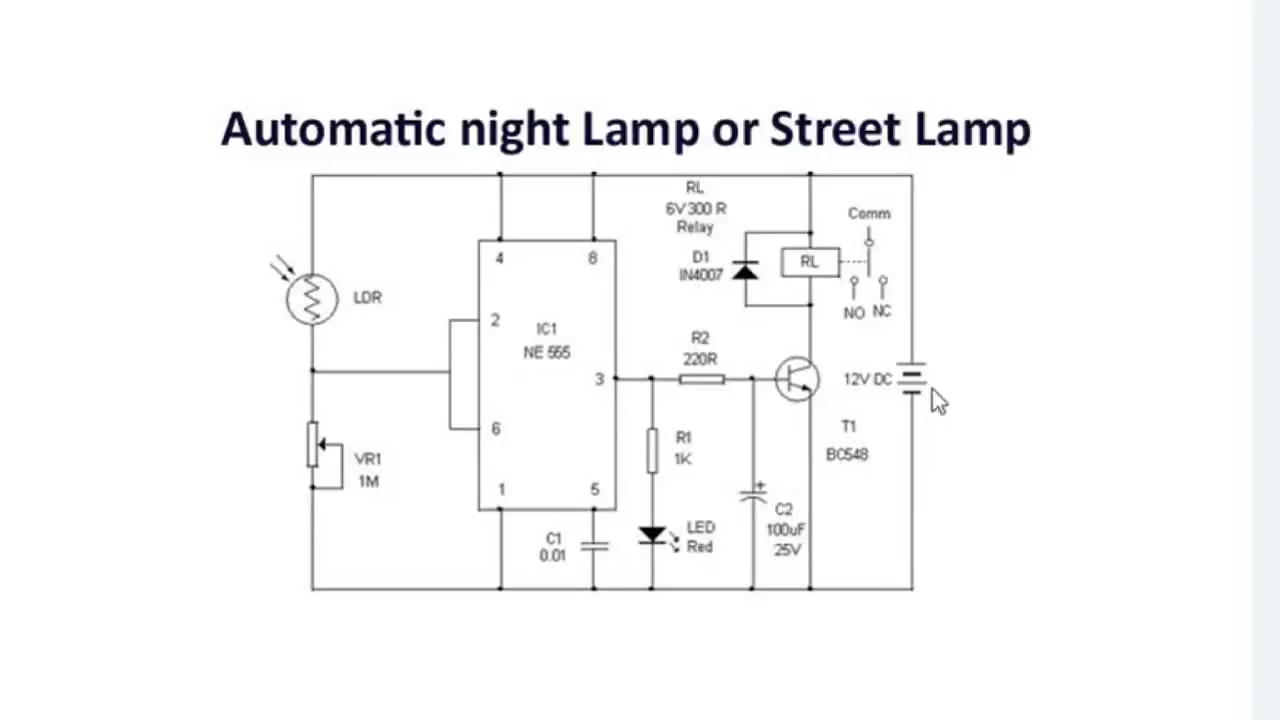 Automatic night Lamp or Street Lamp
RL
6V 300 R
Relay
Comm
4
8
D1
IN4007
RL
LDR
NO NC
2
IC1
NE 555
R2
220R
3
12V DC
6
T1
BC548
VR1
1M
R1
1K
1
5
C1
0.01
LED
Red
+
C2
100uF
25V